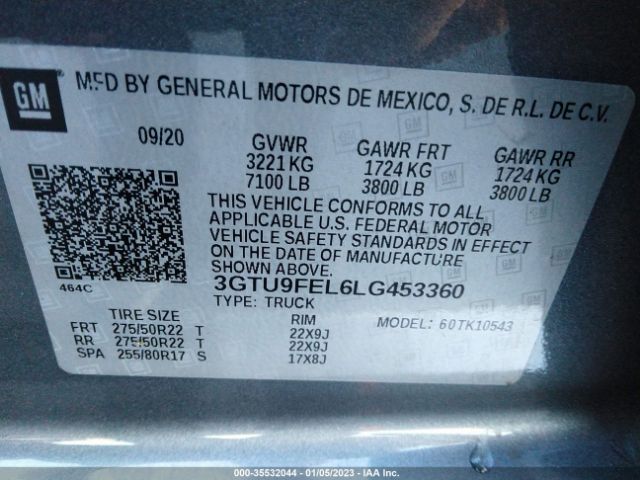 GM
MFD BY GENERAL MOTORS DE MEXICO, S. DE R.L. DE C.V.
09/20 GVWR GAWR FRT GAWR RR
3221 KG 1724 KG 1724 KG
7100 LB 3800 LB 3800 LB
THIS VEHICLE CONFORMS TO ALL
APPLICABLE U.S. FEDERAL MOTOR
VEHICLE SAFETY STANDARDS IN EFFECT
ON THE DATE OF MANUFACTURE
SHOWN ABOVE.
464C
3GTU9FEL6LG453360
TYPE: TRUCK
TIRE SIZE RIM MODEL: 60TK10543
FRT 275/50R22 T 22X9J
RR 275/50R22 T 22X9J
SPA 255/80R17 S 17X8J
000-35532044 — 01/05/2023 — IAA Inc.